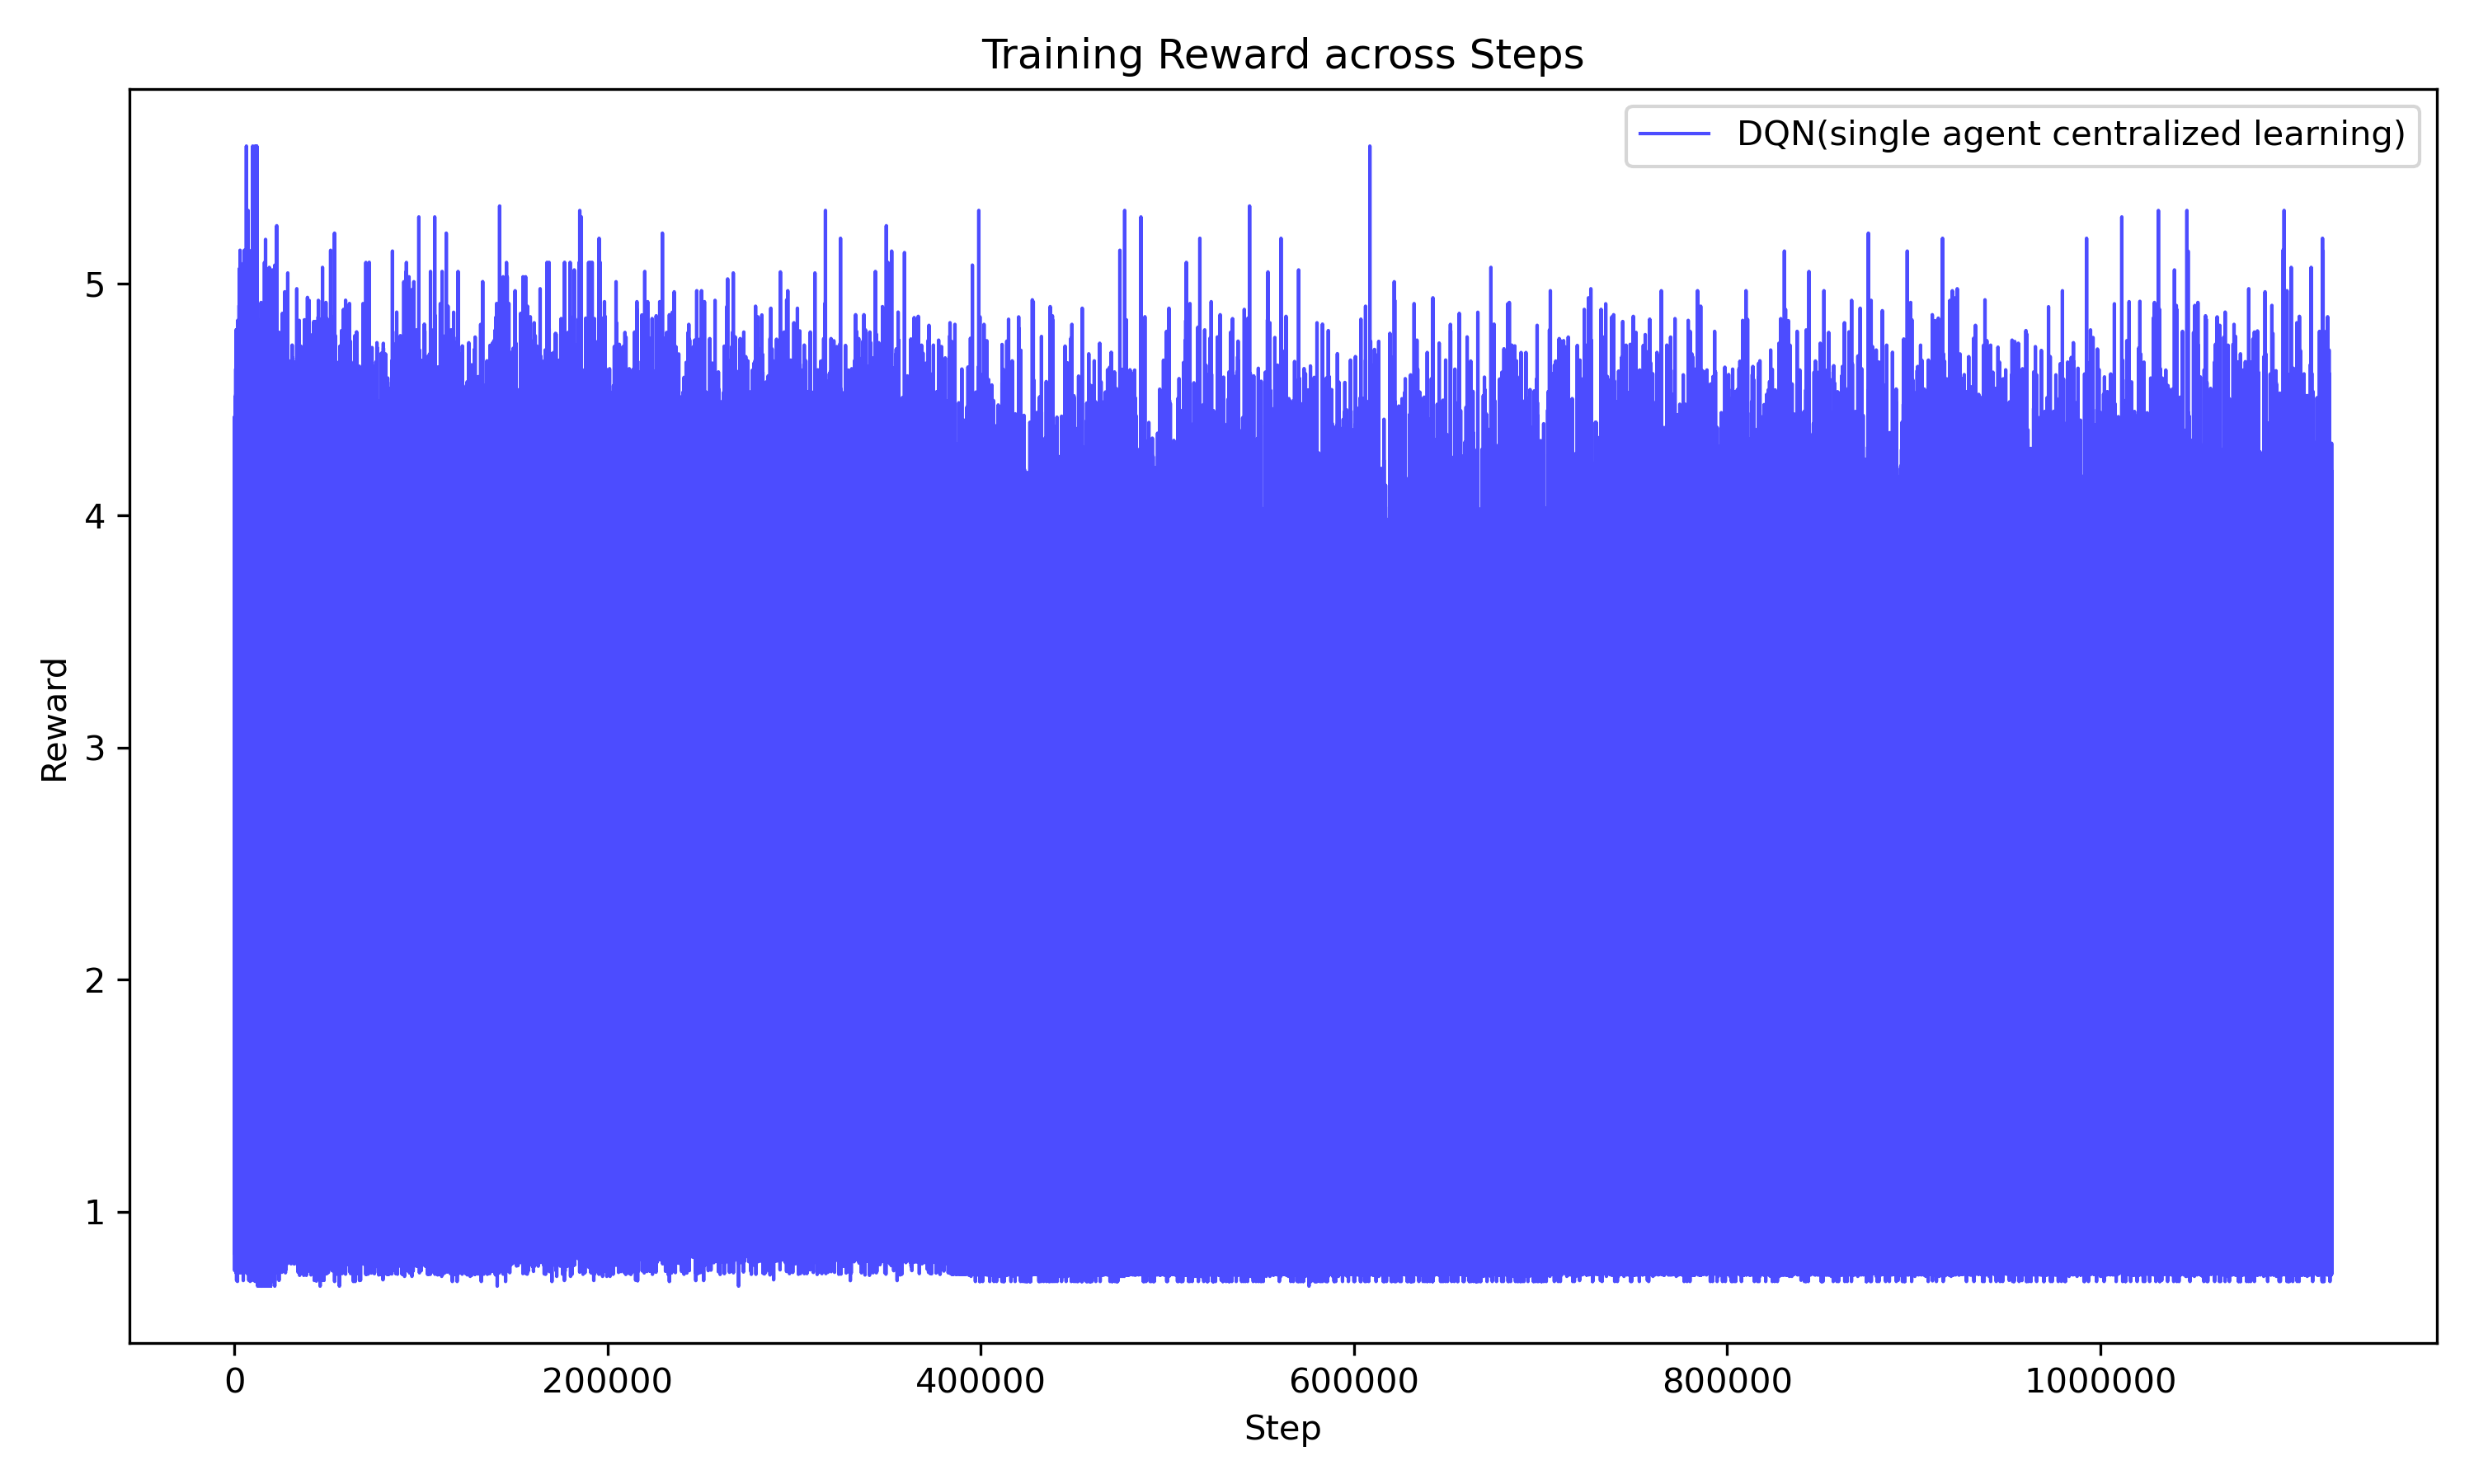 Training Reward across Steps
DQN(single agent centralized learning)
Reward
5
4
3
2
1
0
200000
400000
600000
800000
1000000
Step